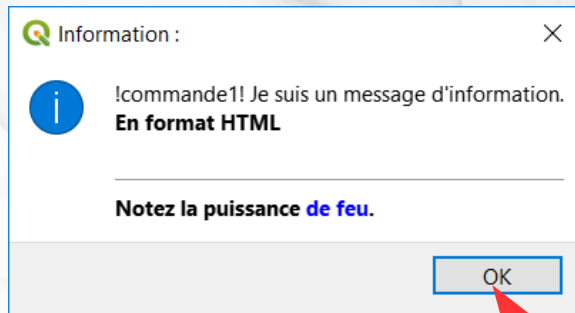 Information :
!commande1! Je suis un message d'information.
En format HTML
Notez la puissance de feu.
OK